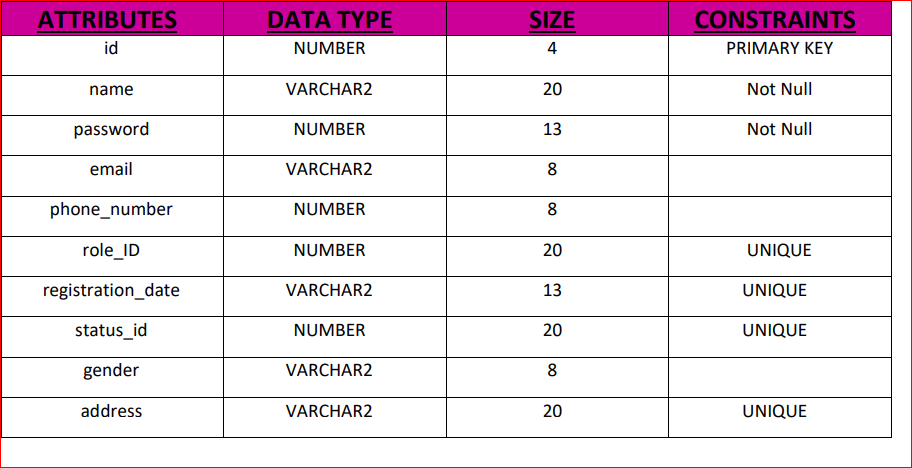 ATTRIBUTES DATA TYPE SIZE CONSTRAINTS
id NUMBER 4 PRIMARY KEY
name VARCHAR2 20 Not Null
password NUMBER 13 Not Null
email VARCHAR2 8
phone_number NUMBER 8
role_ID NUMBER 20 UNIQUE
registration_date VARCHAR2 13 UNIQUE
status_id NUMBER 20 UNIQUE
gender VARCHAR2 8
address VARCHAR2 20 UNIQUE